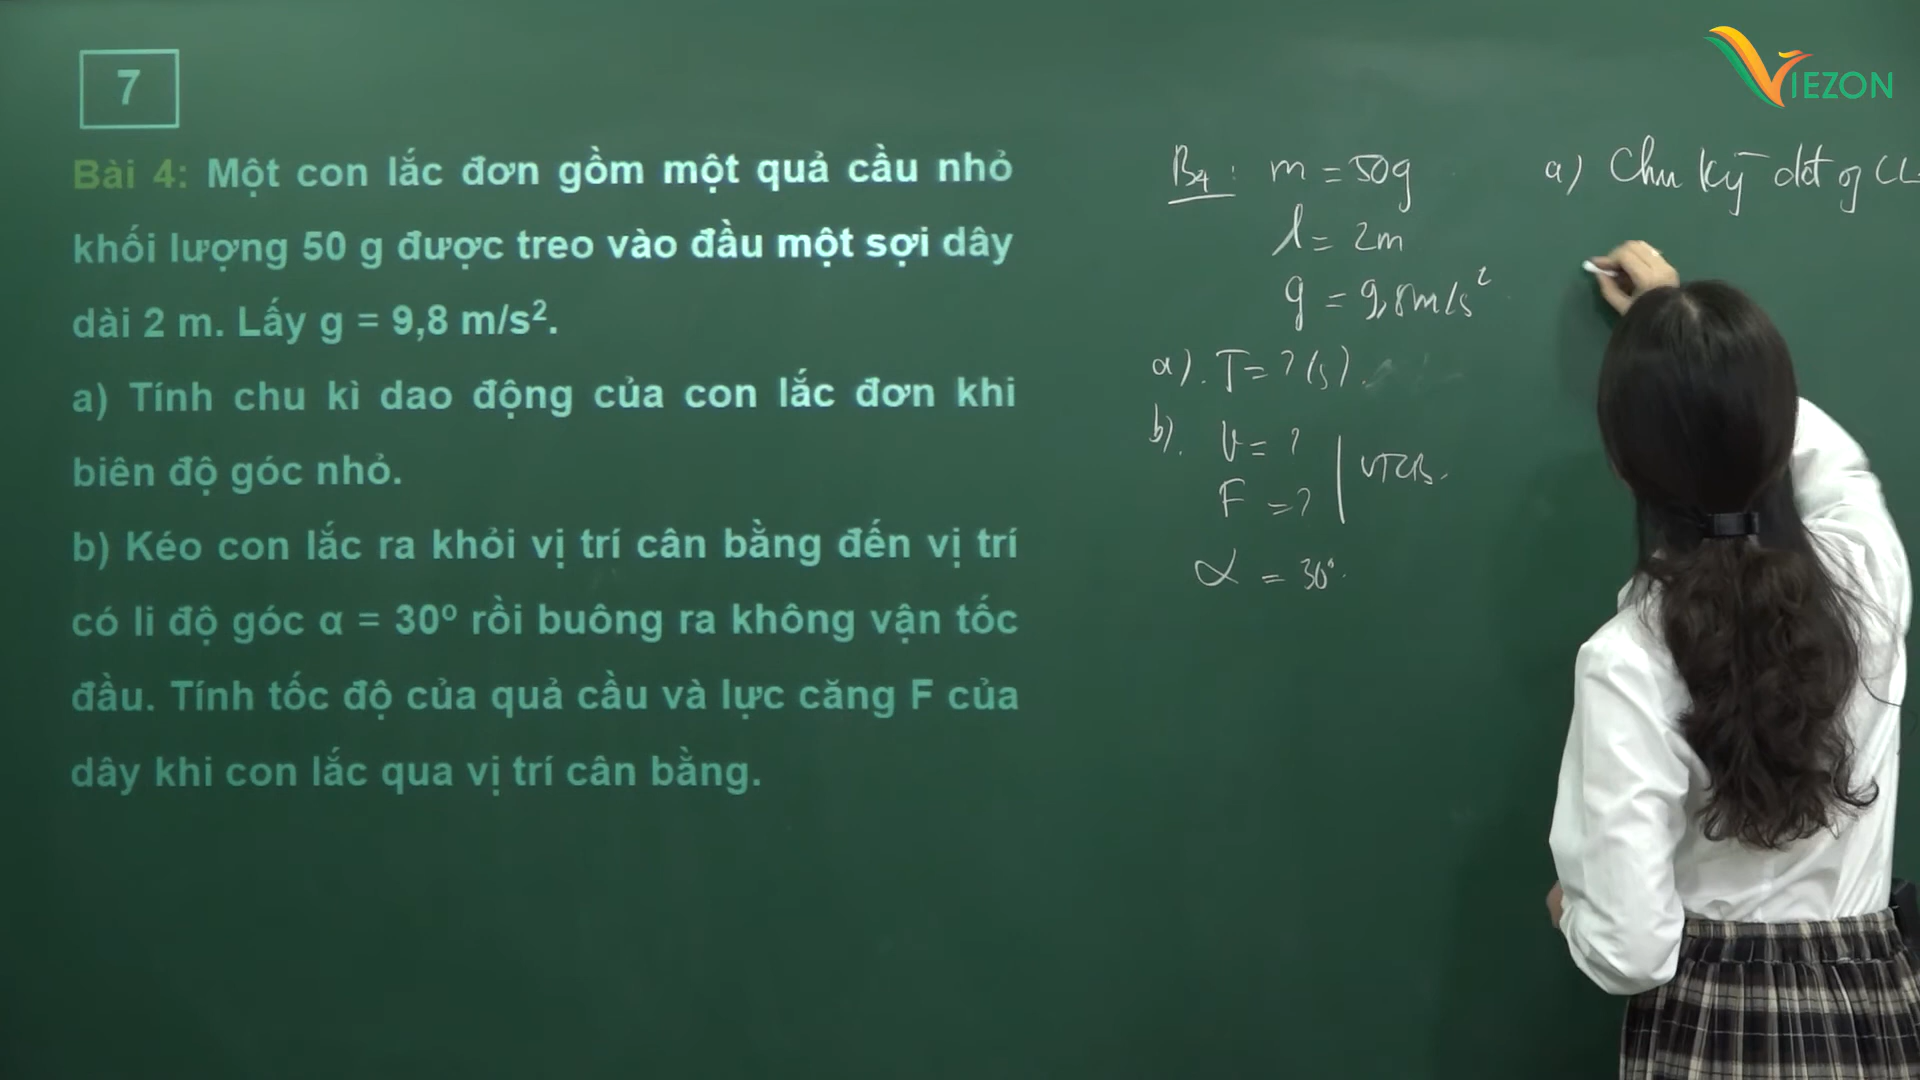 7
VIEZON
Bài 4: Một con lắc đơn gồm một quả cầu nhỏ
khối lượng 50 g được treo vào đầu một sợi dây
dài 2 m. Lấy g = 9,8 m/s².
a) Tính chu kì dao động của con lắc đơn khi
biên độ góc nhỏ.
b) Kéo con lắc ra khỏi vị trí cân bằng đến vị trí
có li độ góc α = 30º rồi buông ra không vận tốc
đầu. Tính tốc độ của quả cầu và lực căng F của
dây khi con lắc qua vị trí cân bằng.
B4: m = 50g
l = 2m
g = 9,8m/s²
a). T = ? (s).
b). v = ?
F = ?
VTCB.
α = 30°.
a) Chu kỳ dđ of CL